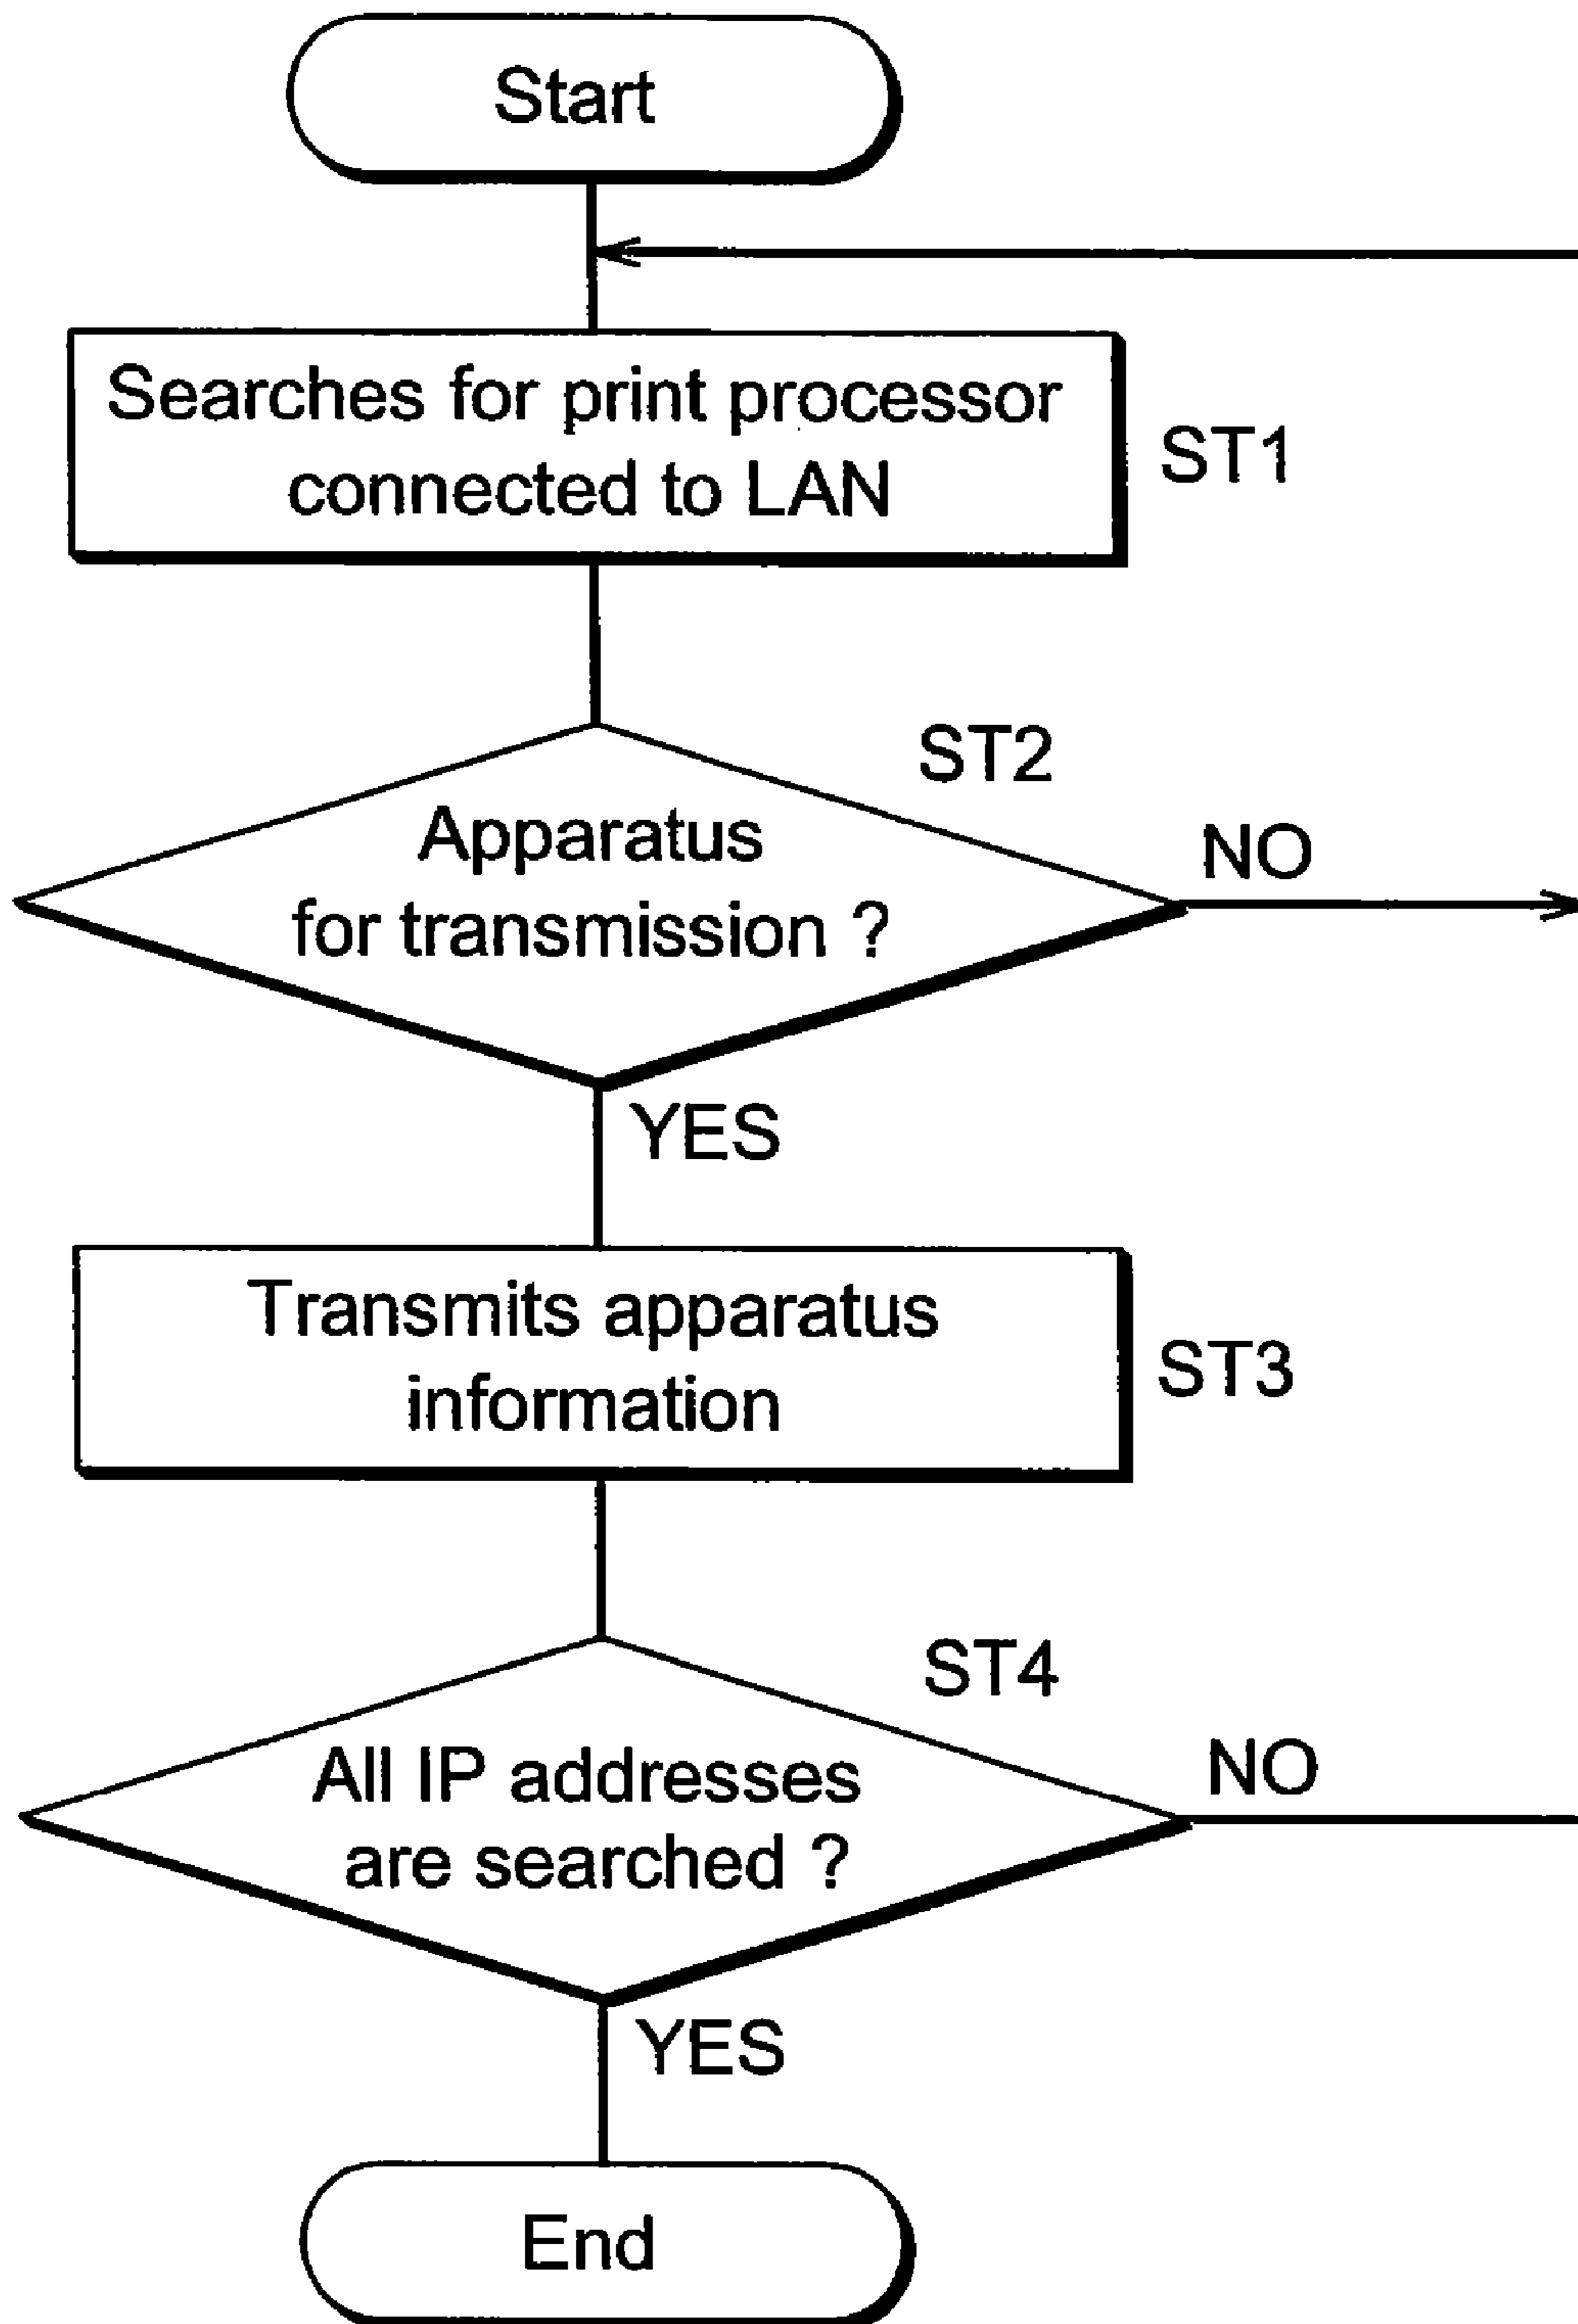 Start
Searches for print processor
connected to LAN
ST1
ST2
Apparatus
for transmission ?
NO
YES
Transmits apparatus
information
ST3
ST4
All IP addresses
are searched ?
NO
YES
End